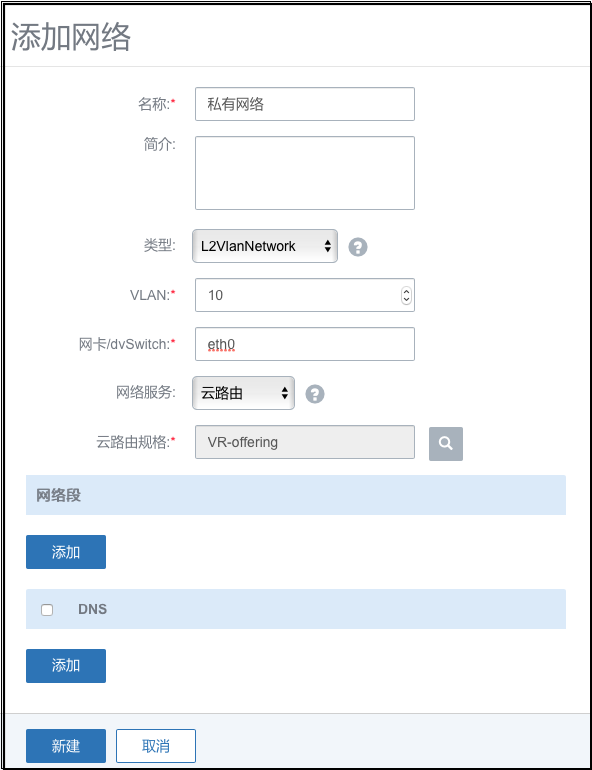 添加网络
名称:*
私有网络
简介:
类型:
L2VlanNetwork
?
VLAN:*
10
网卡/dvSwitch:*
eth0
网络服务:
云路由
?
云路由规格:*
VR-offering
网络段
添加
DNS
添加
新建
取消